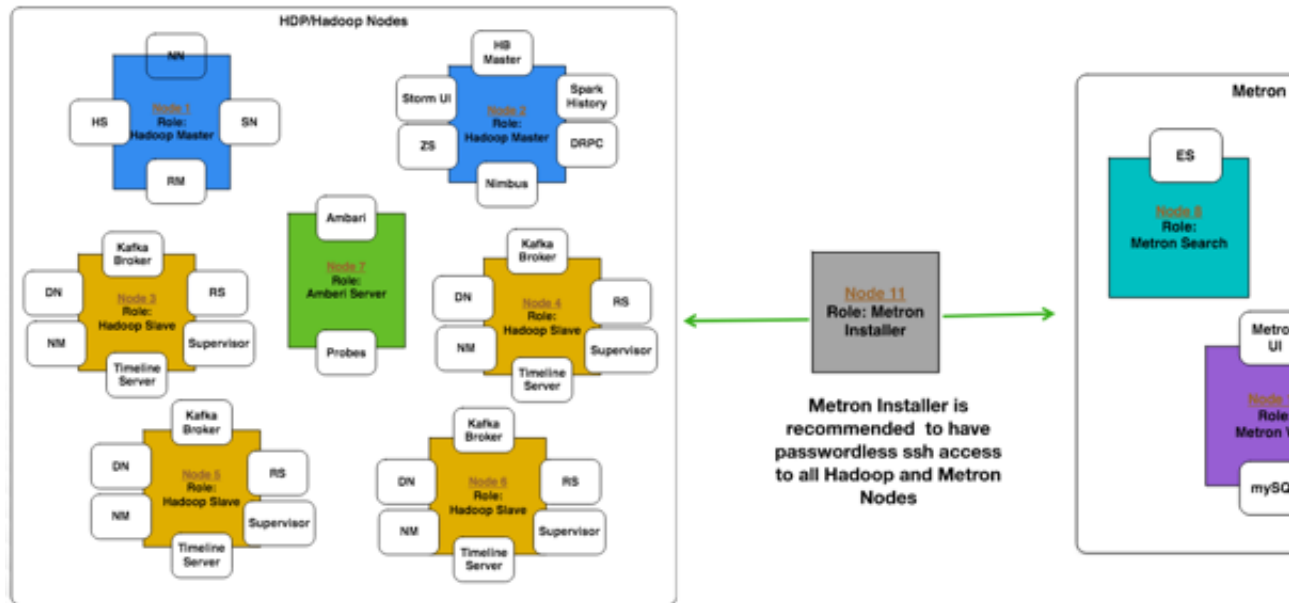 HDP/Hadoop Nodes
NN
HS
Node 1
Role:
Hadoop Master
SN
RM
HB
Master
Storm UI
Spark
History
Node 2
Role:
Hadoop Master
ZS
DRPC
Nimbus
Ambari
Node 7
Role:
Amberi Server
Probes
Kafka
Broker
DN
RS
Node 3
Role:
Hadoop Slave
NM
Supervisor
Timeline
Server
Kafka
Broker
DN
RS
Node 4
Role:
Hadoop Slave
NM
Supervisor
Timeline
Server
Kafka
Broker
DN
RS
Node 5
Role:
Hadoop Slave
NM
Supervisor
Timeline
Server
Kafka
Broker
DN
RS
Node 6
Role:
Hadoop Slave
NM
Supervisor
Timeline
Server
Node 11
Role: Metron
Installer
Metron Installer is
recommended to have
passwordless ssh access
to all Hadoop and Metron
Nodes
Metron
ES
Node 8
Role:
Metron Search
Metro
UI
Node
Role
Metron V
mySQ